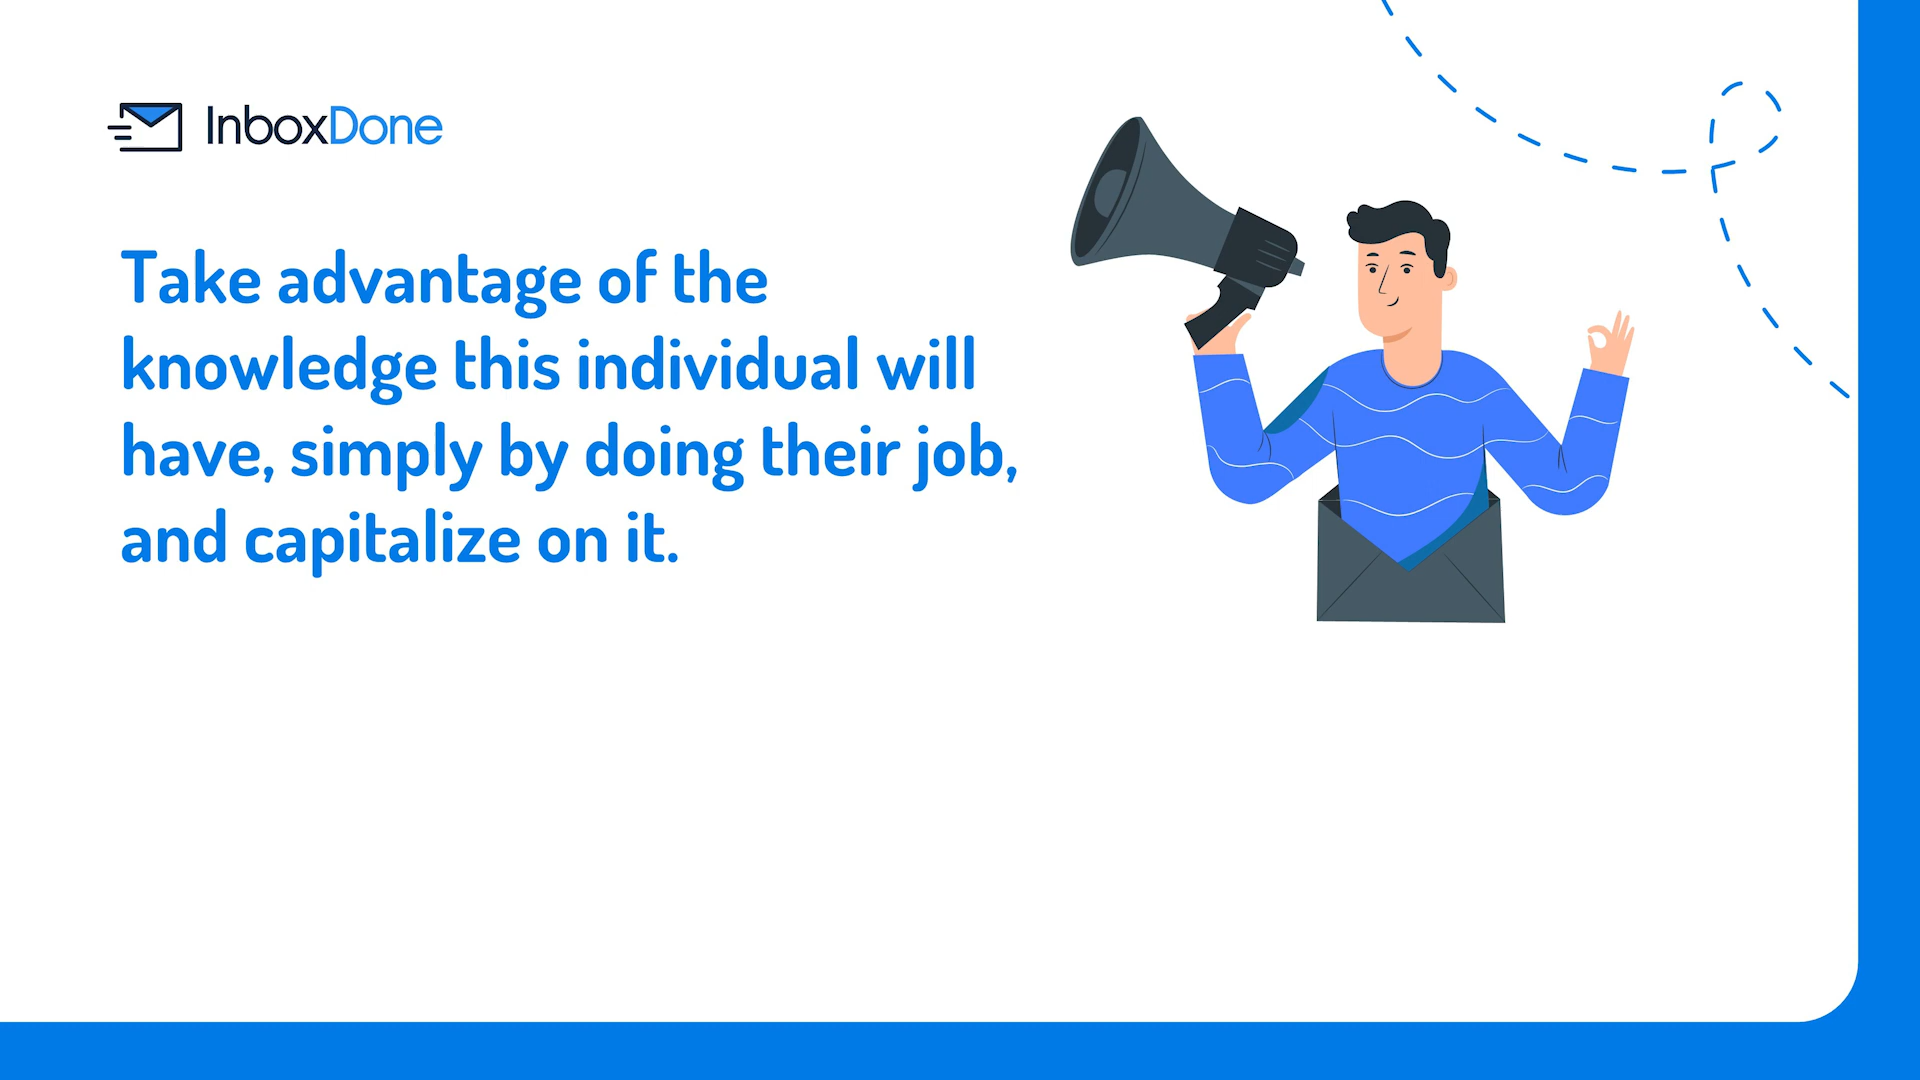 InboxDone
Take advantage of the
knowledge this individual will
have, simply by doing their job,
and capitalize on it.